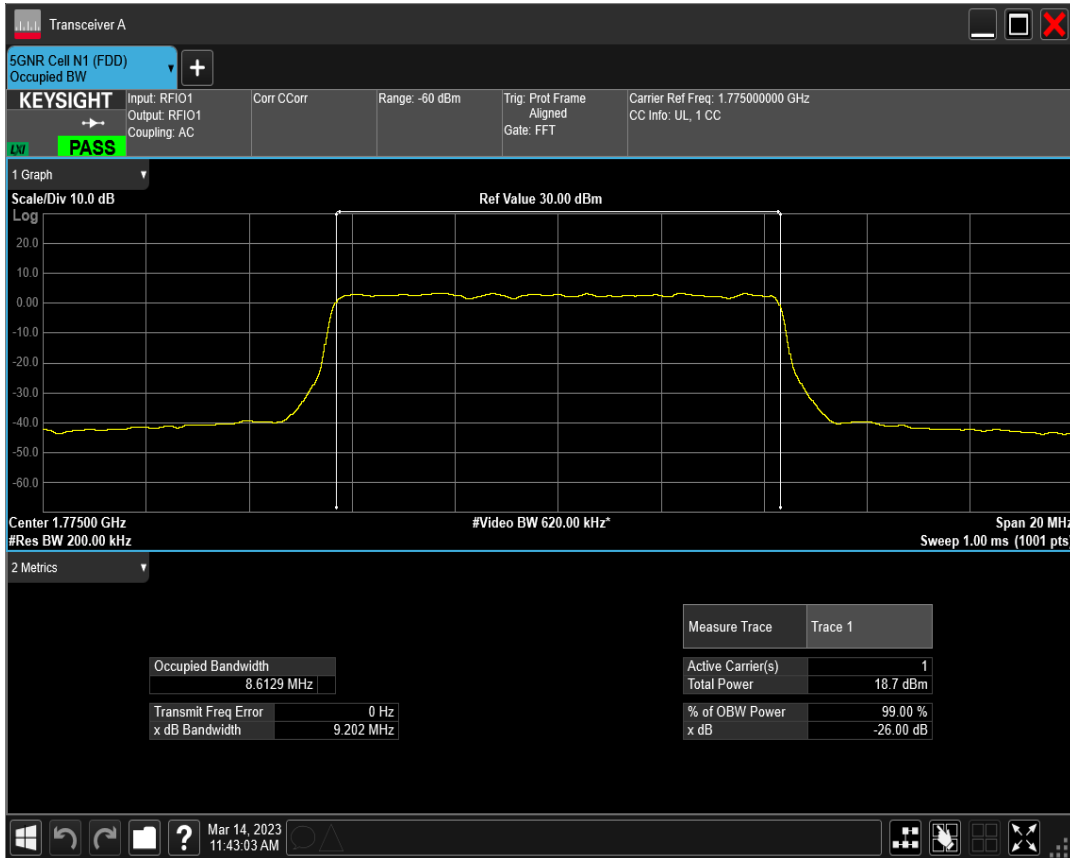 Transceiver A
5GNR Cell N1 (FDD)
Occupied BW
+
KEYSIGHT
LXI
PASS
Input: RFIO1
Output: RFIO1
Coupling: AC
Corr CCorr
Range: -60 dBm
Trig: Prot Frame
Aligned
Gate: FFT
Carrier Ref Freq: 1.775000000 GHz
CC Info: UL, 1 CC
1 Graph
Scale/Div 10.0 dB
Ref Value 30.00 dBm
Log
20.0
10.0
0.00
-10.0
-20.0
-30.0
-40.0
-50.0
-60.0
Center 1.77500 GHz
#Video BW 620.00 kHz*
Span 20 MHz
#Res BW 200.00 kHz
Sweep 1.00 ms (1001 pts)
2 Metrics
Measure Trace Trace 1
Occupied Bandwidth
8.6129 MHz
Active Carrier(s) 1
Total Power 18.7 dBm
Transmit Freq Error 0 Hz
x dB Bandwidth 9.202 MHz
% of OBW Power 99.00 %
x dB -26.00 dB
?
Mar 14, 2023
11:43:03 AM